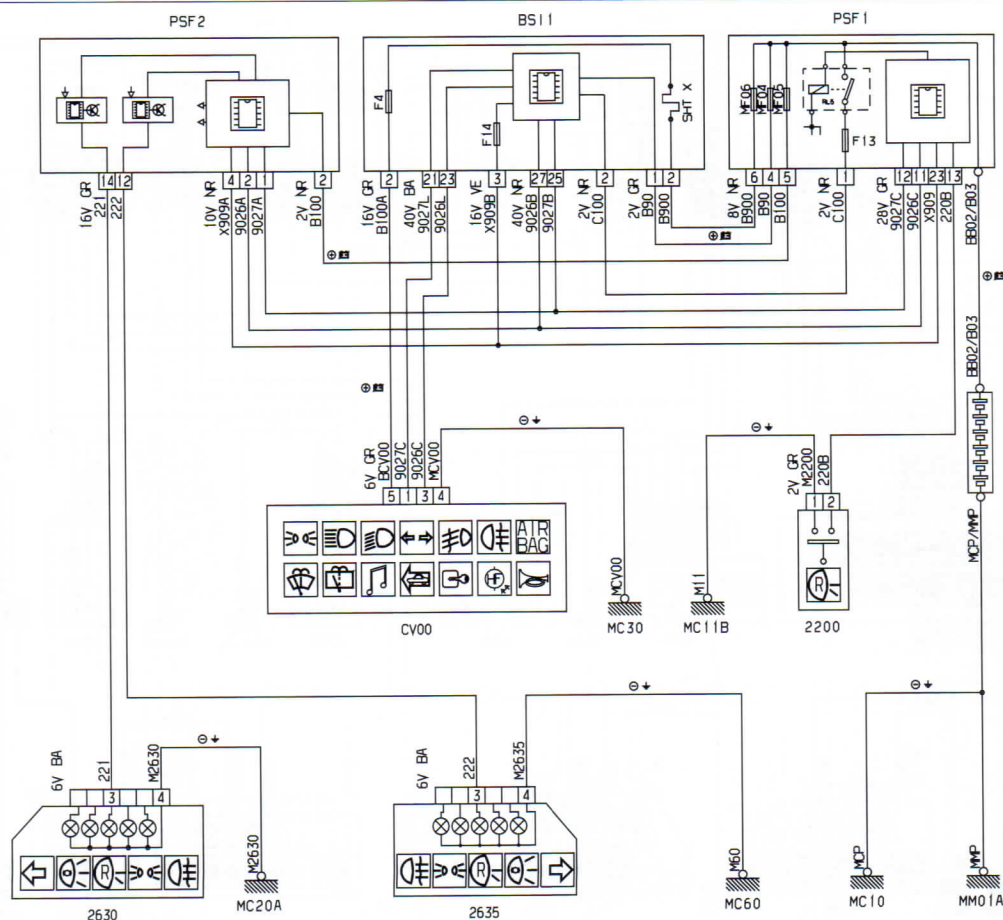 PSF2
BSI1
PSF1
F4
F14
SHT X
MF06
MF04
MF05
RL6
F13
14 12
4 2 1
2
2
21 23
3
27 25
2
1 2
6 4 5
1
12 11 23 13
16V GR
221
222
10V NR
X909A
9026A
9027A
2V NR
B100
16V GR
B100A
40V BA
9027L
9026L
16V VE
X909B
40V NR
9026B
9027B
2V NR
C100
2V GR
B90
B900
8V NR
B900
B90
B100
2V NR
C100
28V GR
9027C
9026C
X909
220B
BB02/B03
BB02/B03
6V GR
BCV00
9027C
9026C
MCV00
5 1 3 4
AIR
BAG
CV00
MCV00
MC30
M11
MC11B
2V GR
M2200
220B
1 2
R
2200
MCP/MMP
6V BA
221
M2630
3 4
R
2630
M2630
MC20A
6V BA
222
M2635
3 4
R
2635
M60
MC60
MCP
MC10
MMP
MM01A